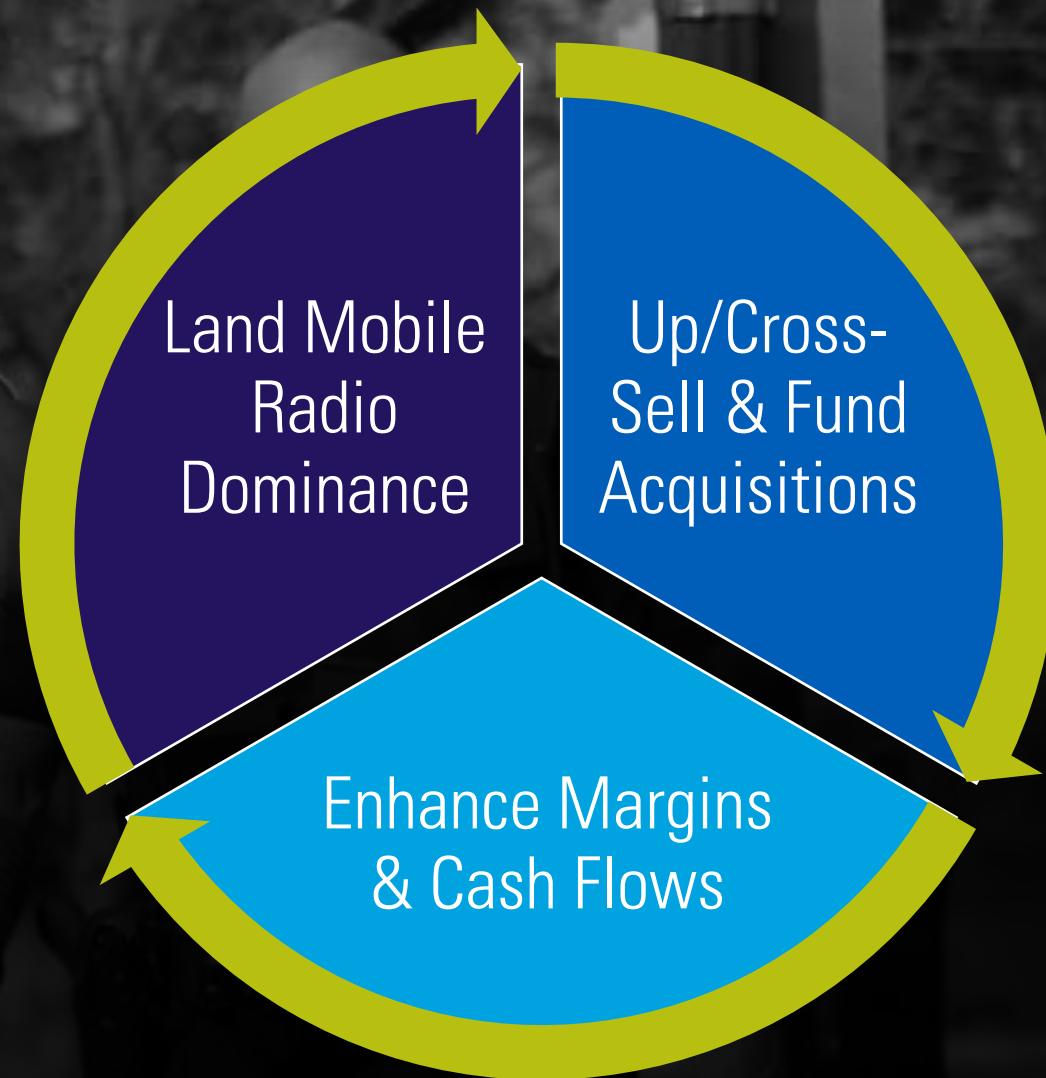 Land Mobile
Radio
Dominance
Up/Cross-
Sell & Fund
Acquisitions
Enhance Margins
& Cash Flows